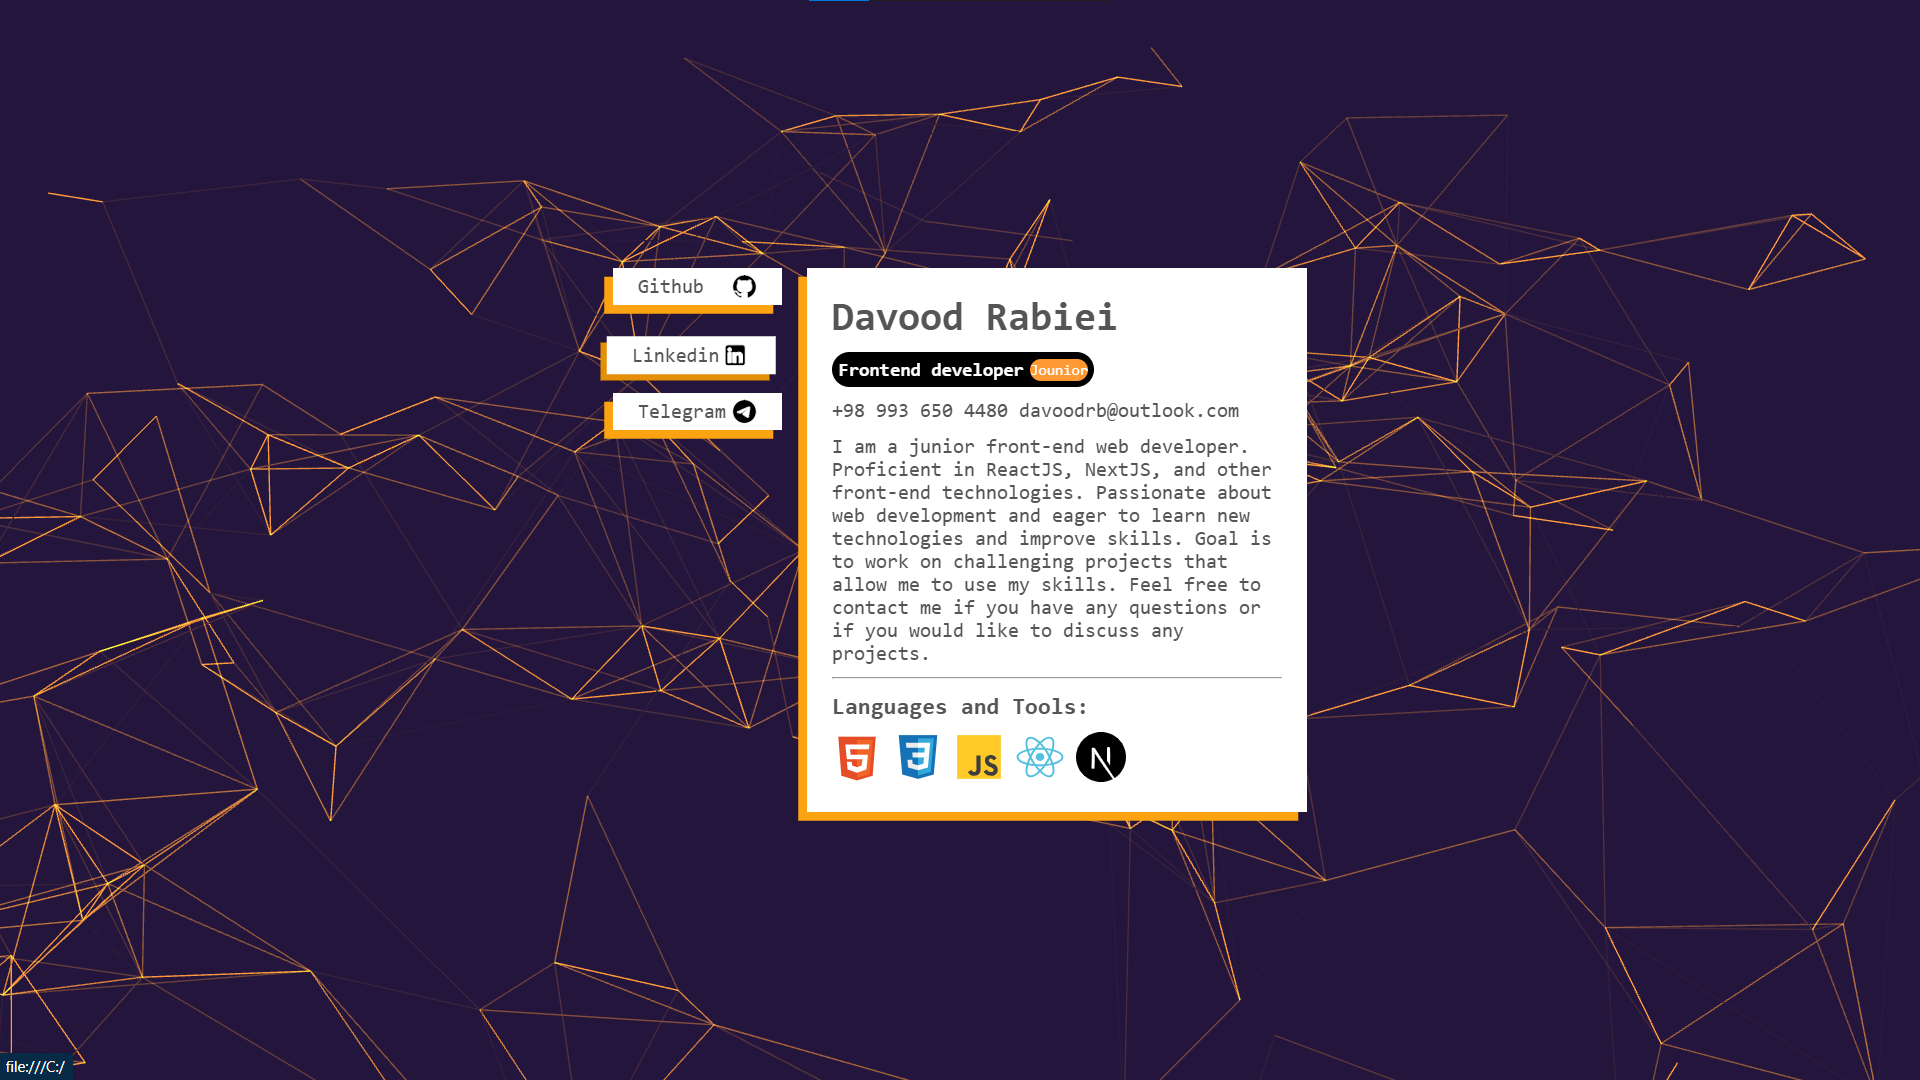 Github
Linkedin
Telegram
Davood Rabiei
Frontend developer Jounior
+98 993 650 4480 davoodrb@outlook.com
I am a junior front-end web developer.
Proficient in ReactJS, NextJS, and other
front-end technologies. Passionate about
web development and eager to learn new
technologies and improve skills. Goal is
to work on challenging projects that
allow me to use my skills. Feel free to
contact me if you have any questions or
if you would like to discuss any
projects.
Languages and Tools:
5 3 JS N
file:///C:/